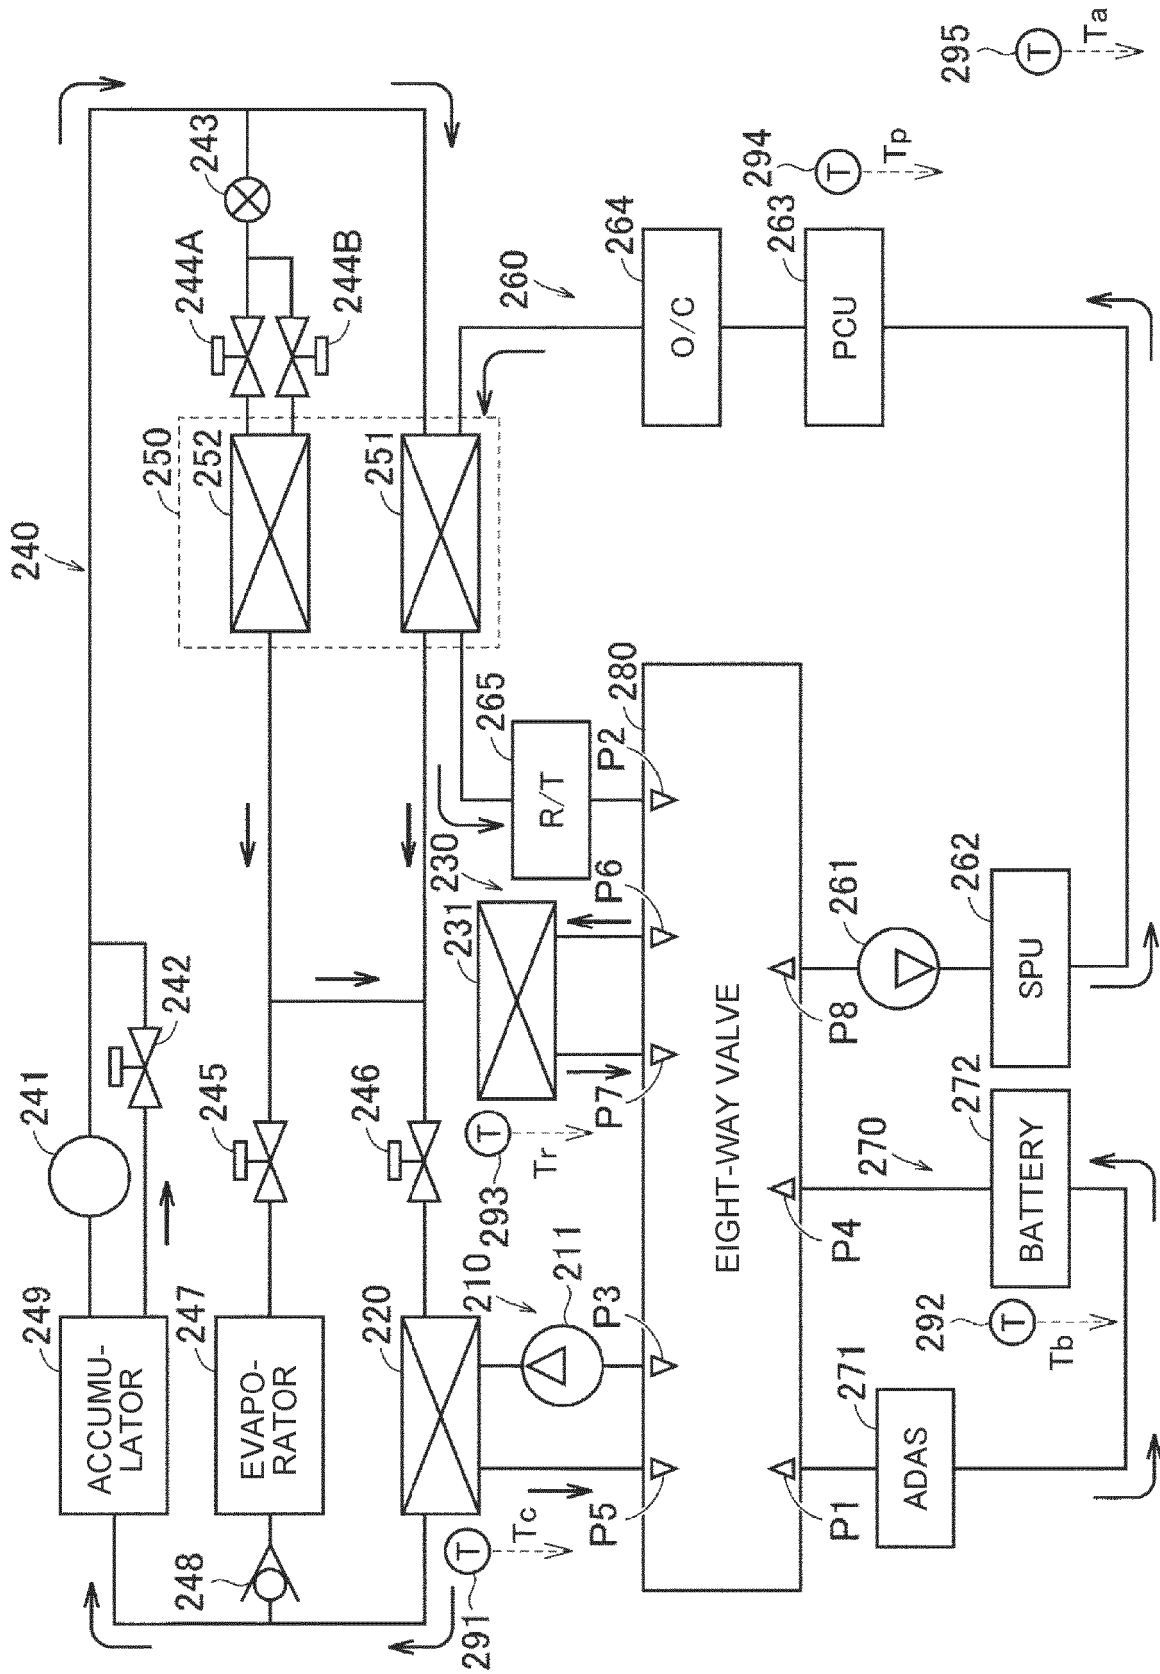 240
249
241
ACCUMU-
LATOR
250
242
248
247
245
252
244A
243
EVAPO-
RATOR
244B
220
246
251
230
231
T
291
210
T
293
265
260
Tc
Tr
R/T
211
P5
P3
P7
P6
P2
280
264
O/C
EIGHT-WAY VALVE
294
263
T
P1
P4
P8
261
PCU
271
270
Tp
ADAS
292
272
262
295
T
BATTERY
SPU
T
Tb
Ta